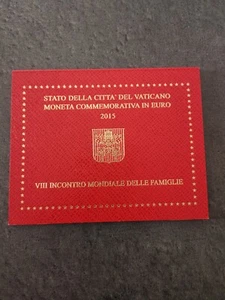 STATO DELLA CITTA' DEL VATICANO
MONETA COMMEMORATIVA IN EURO
2015
VIII INCONTRO MONDIALE DELLE FAMIGLIE